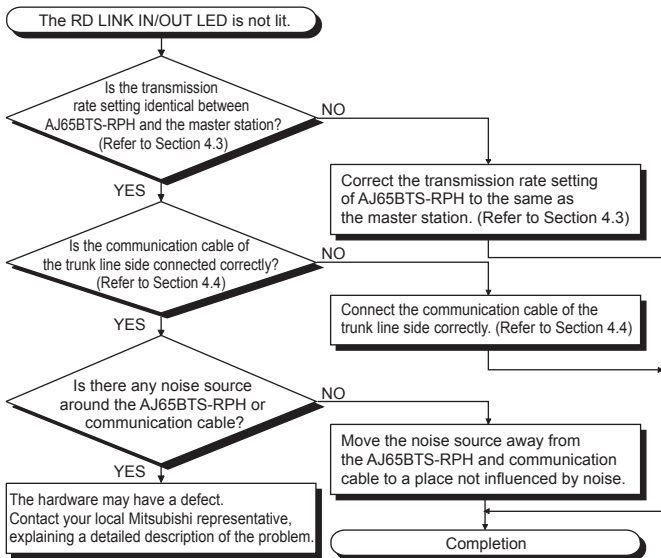 The RD LINK IN/OUT LED is not lit.
Is the transmission
rate setting identical between
AJ65BTS-RPH and the master station?
(Refer to Section 4.3)
NO
Correct the transmission rate setting
of AJ65BTS-RPH to the same as
the master station. (Refer to Section 4.3)
YES
Is the communication cable of
the trunk line side connected correctly?
(Refer to Section 4.4)
NO
Connect the communication cable of the
trunk line side correctly. (Refer to Section 4.4)
YES
Is there any noise source
around the AJ65BTS-RPH or
communication cable?
NO
Move the noise source away from
the AJ65BTS-RPH and communication
cable to a place not influenced by noise.
YES
The hardware may have a defect.
Contact your local Mitsubishi representative,
explaining a detailed description of the problem.
Completion